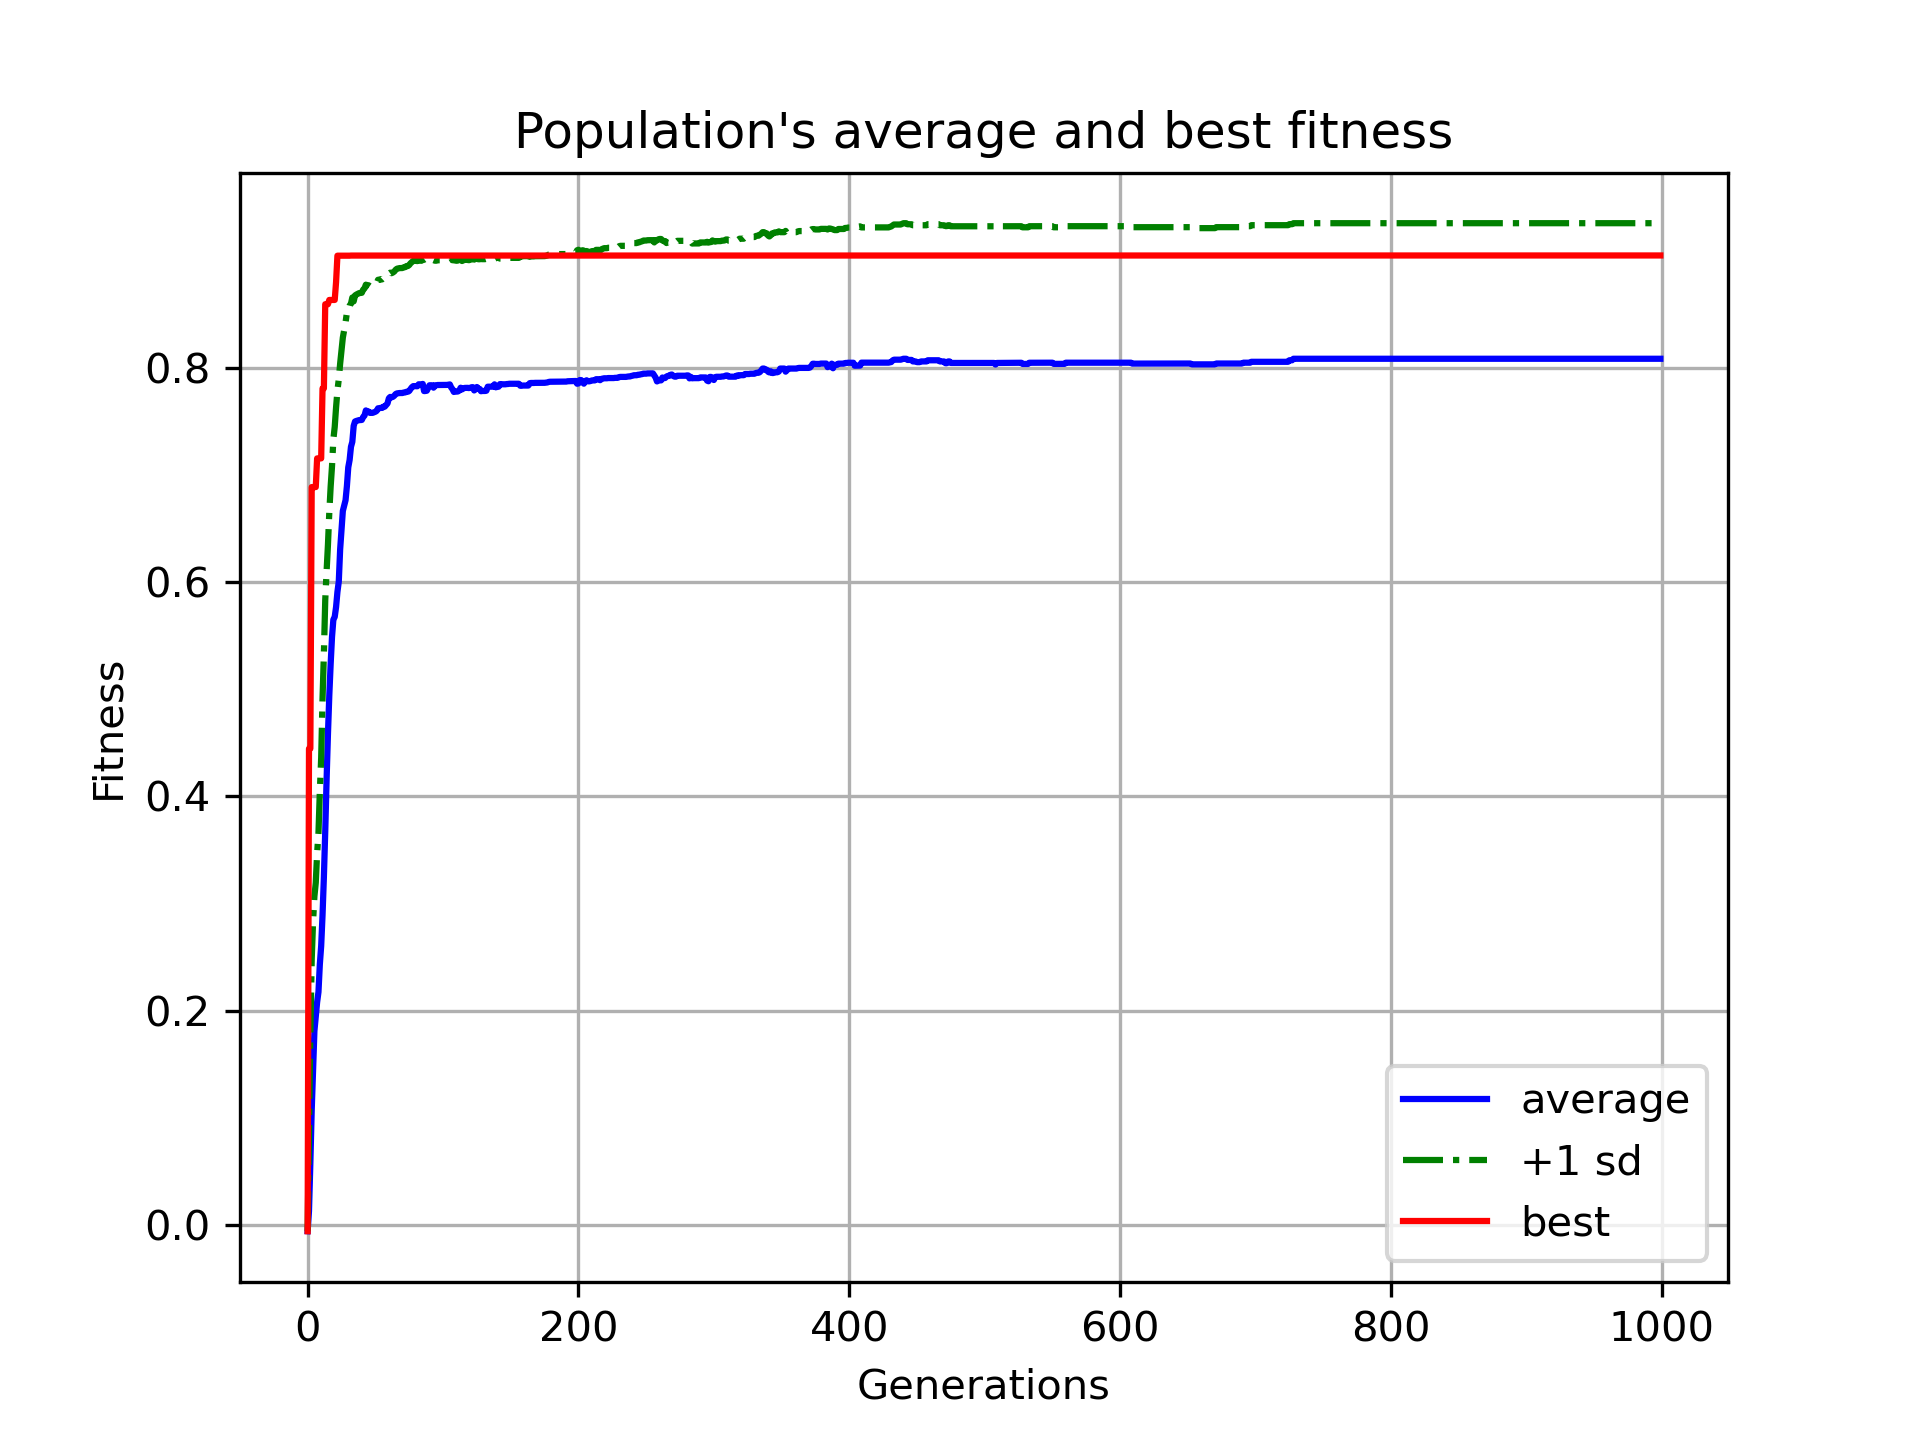 Population's average and best fitness
Fitness
0.8
0.6
0.4
0.2
0.0
0 200 400 600 800 1000
Generations
average
+1 sd
best